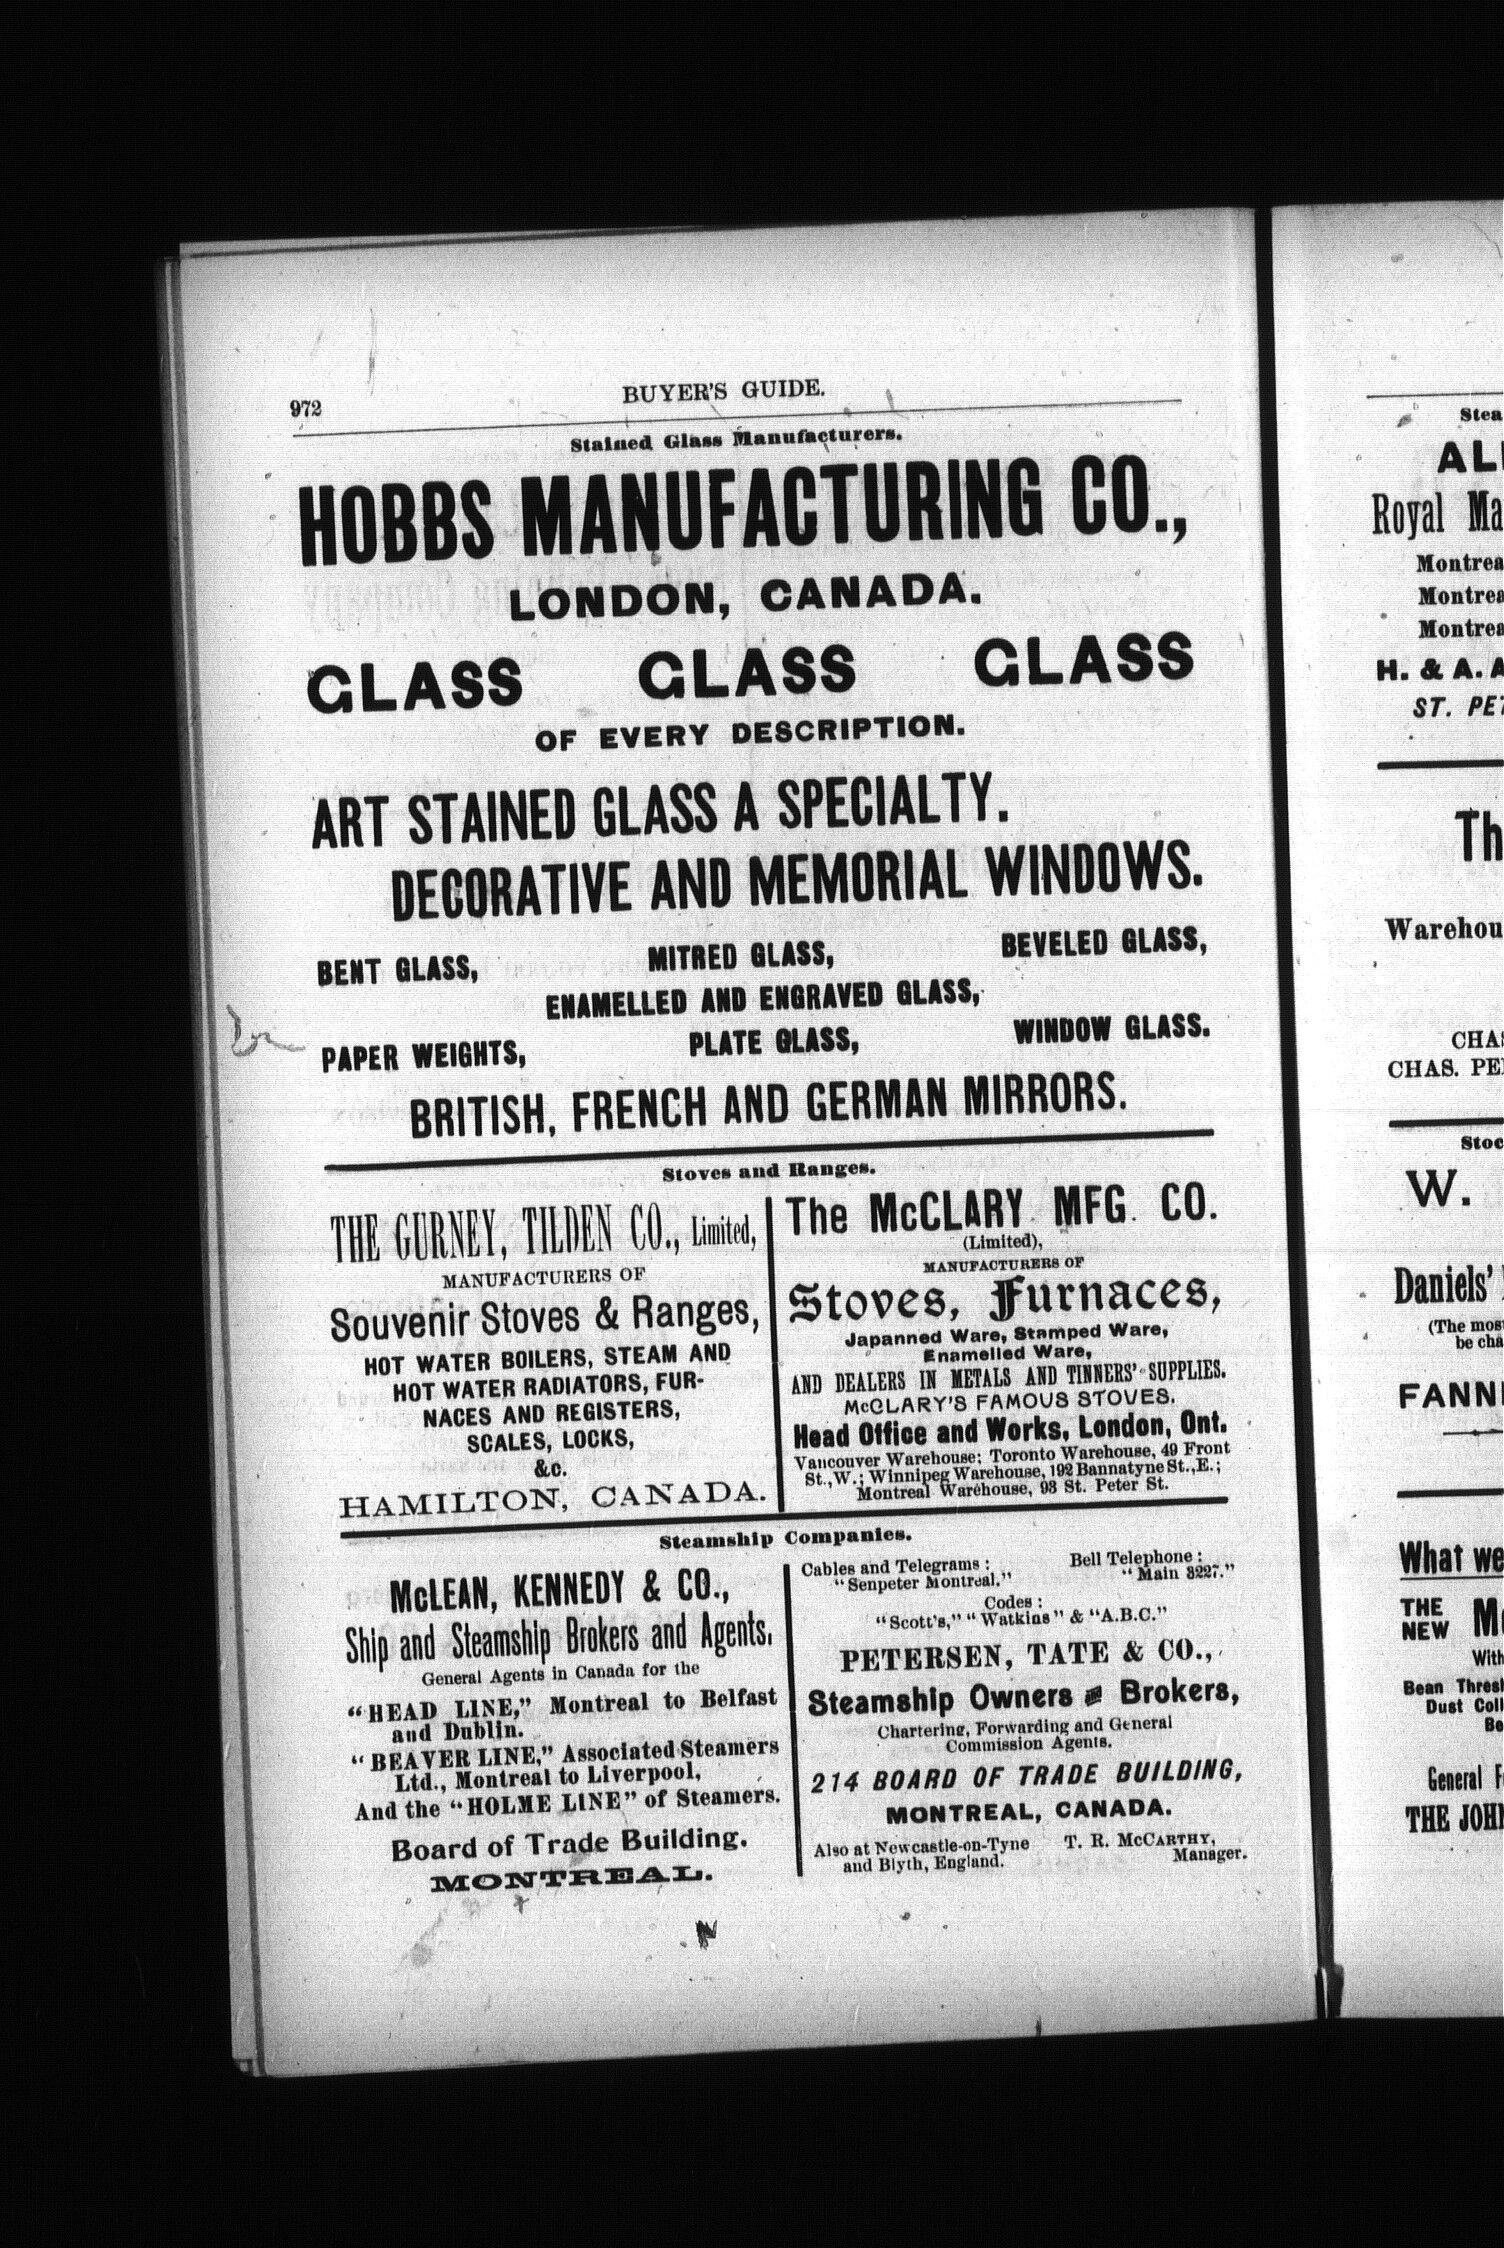 972
BUYER'S GUIDE.
Stained Glass Manufacturers.
HOBBS MANUFACTURING CO.,
LONDON, CANADA.
GLASS GLASS GLASS
OF EVERY DESCRIPTION.
ART STAINED GLASS A SPECIALTY.
DECORATIVE AND MEMORIAL WINDOWS.
BENT GLASS, MITRED GLASS, BEVELED GLASS,
ENAMELLED AND ENGRAVED GLASS,
PAPER WEIGHTS, PLATE GLASS, WINDOW GLASS.
BRITISH, FRENCH AND GERMAN MIRRORS.
Stoves and Ranges.
THE GURNEY, TILDEN CO., Limited,
MANUFACTURERS OF
Souvenir Stoves & Ranges,
HOT WATER BOILERS, STEAM AND
HOT WATER RADIATORS, FUR-
NACES AND REGISTERS,
SCALES, LOCKS,
&c.
HAMILTON, CANADA.
The McCLARY MFG. CO.
(Limited),
MANUFACTURERS OF
Stoves, Furnaces,
Japanned Ware, Stamped Ware,
Enamelled Ware,
AND DEALERS IN METALS AND TINNERS' SUPPLIES.
McCLARY'S FAMOUS STOVES.
Head Office and Works, London, Ont.
Vancouver Warehouse; Toronto Warehouse, 49 Front
St., W.; Winnipeg Warehouse, 192 Bannatyne St., E.;
Montreal Warehouse, 93 St. Peter St.
Steamship Companies.
McLEAN, KENNEDY & CO.,
Ship and Steamship Brokers and Agents.
General Agents in Canada for the
"HEAD LINE," Montreal to Belfast
and Dublin.
"BEAVER LINE," Associated Steamers
Ltd., Montreal to Liverpool,
And the "HOLME LINE" of Steamers.
Board of Trade Building.
MONTREAL.
Cables and Telegrams: Bell Telephone:
"Senpeter Montreal." "Main 3227."
Codes:
"Scott's," "Watkins" & "A.B.C."
PETERSEN, TATE & CO.,
Steamship Owners and Brokers,
Chartering, Forwarding and General
Commission Agents.
214 BOARD OF TRADE BUILDING,
MONTREAL, CANADA.
Also at Newcastle-on-Tyne T. R. McCARTHY,
and Blyth, England. Manager.
Royal
H. & A.
ST.
CHAS.
W.
Daniels'
(The
be
What we
THE
NEW
With
Bean
Dust
General
THE